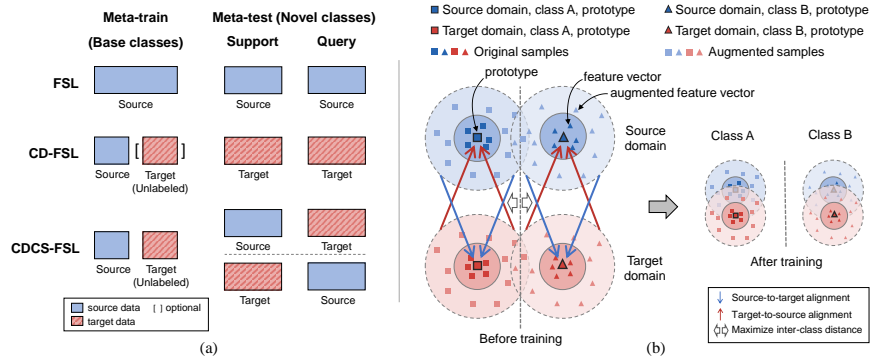 Meta-train
(Base classes)
Meta-test (Novel classes)
Support
Query
FSL
Source
Source
Source
CD-FSL
[
]
Source
Target
(Unlabeled)
Target
Target
CDCS-FSL
Source
Target
(Unlabeled)
Source
Target
Target
Source
source data
[ ] optional
target data
(a)
Source domain, class A, prototype
Source domain, class B, prototype
Target domain, class A, prototype
Target domain, class B, prototype
Original samples
Augmented samples
prototype
feature vector
augmented feature vector
Source
domain
Target
domain
Before training
Class A
Class B
After training
Source-to-target alignment
Target-to-source alignment
Maximize inter-class distance
(b)